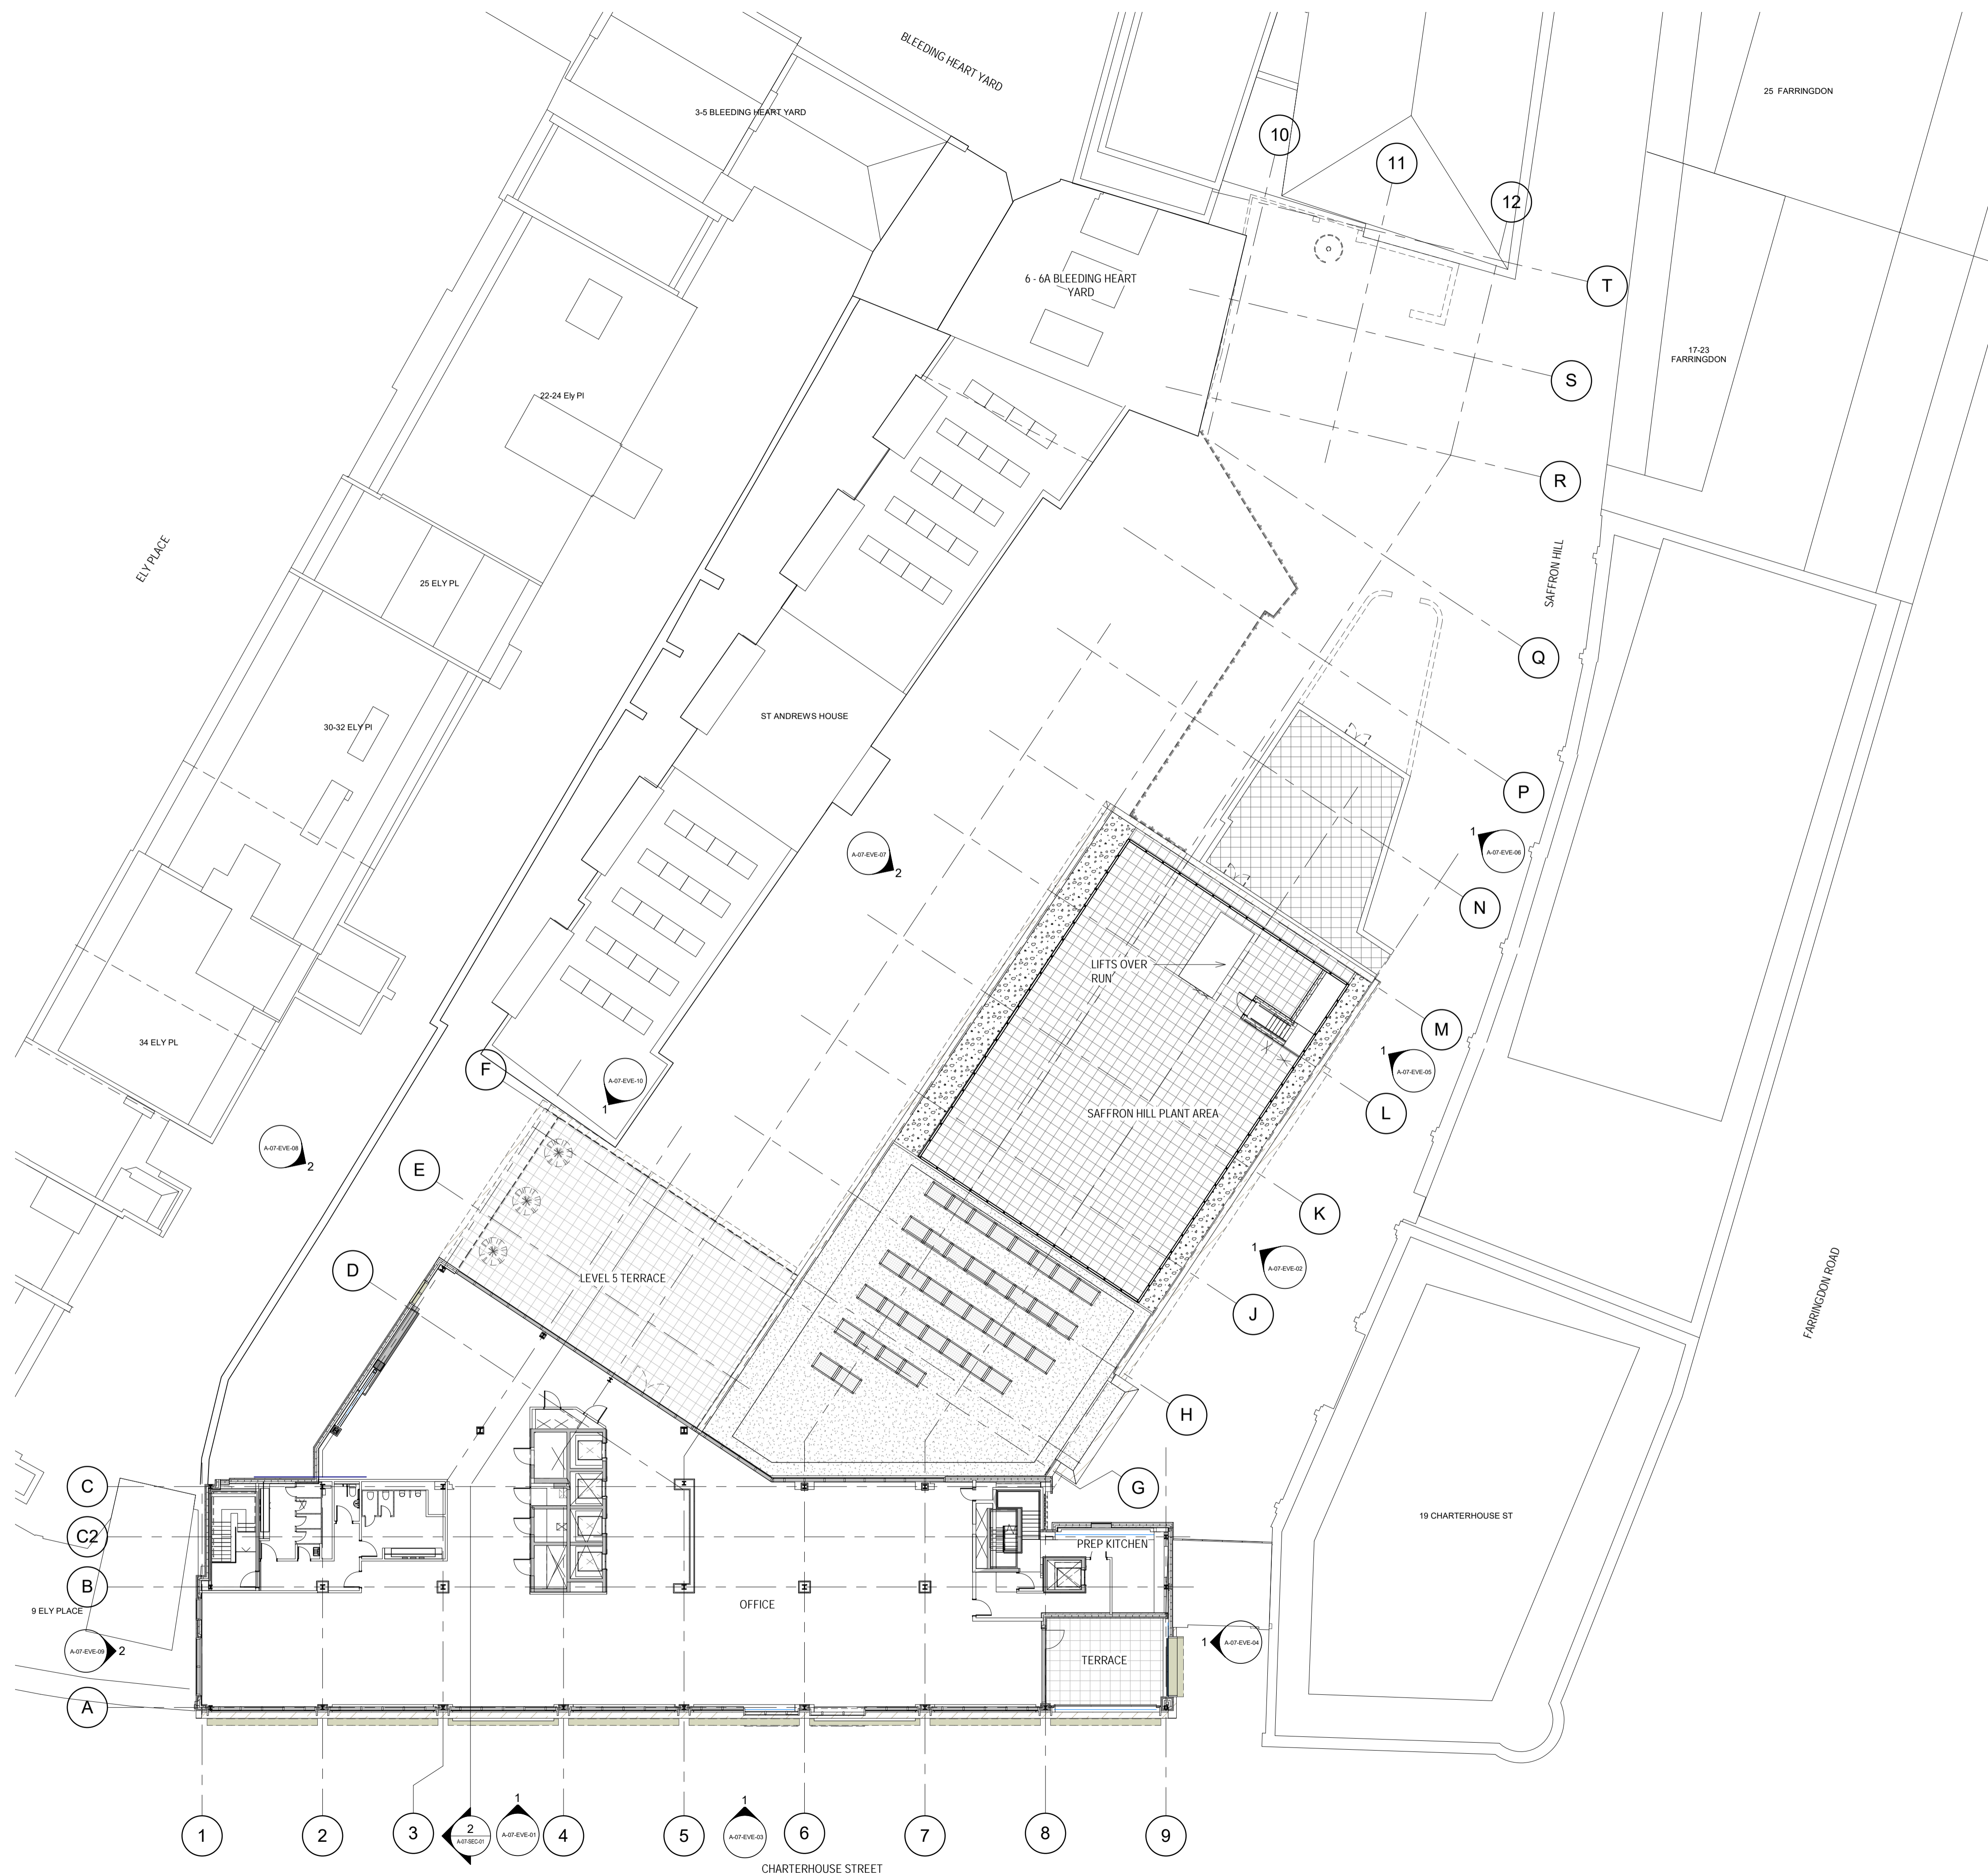 BLEEDING HEART YARD
25 FARRINGDON
3-5 BLEEDING HEART YARD
10
11
12
6 - 6A BLEEDING HEART
YARD
T
17-23
FARRINGDON
S
22-24 Ely Pl
R
ELY PLACE
25 ELY PL
SAFFRON HILL
Q
ST ANDREWS HOUSE
30-32 ELY Pl
P
1
A-07-EVE-06
A-07-EVE-07
2
N
LIFTS OVER
RUN
M
34 ELY PL
F
1
A-07-EVE-05
A-07-EVE-10
1
SAFFRON HILL PLANT AREA
L
A-07-EVE-08
2
E
K
1
A-07-EVE-02
D
LEVEL 5 TERRACE
J
FARRINGDON ROAD
H
C
G
19 CHARTERHOUSE ST
C2
PREP KITCHEN
B
OFFICE
9 ELY PLACE
A-07-EVE-09
2
1
A-07-EVE-04
TERRACE
A
1
2
3
2
A-07-SEC-01
1
A-07-EVE-01
4
5
1
A-07-EVE-03
6
7
8
9
CHARTERHOUSE STREET